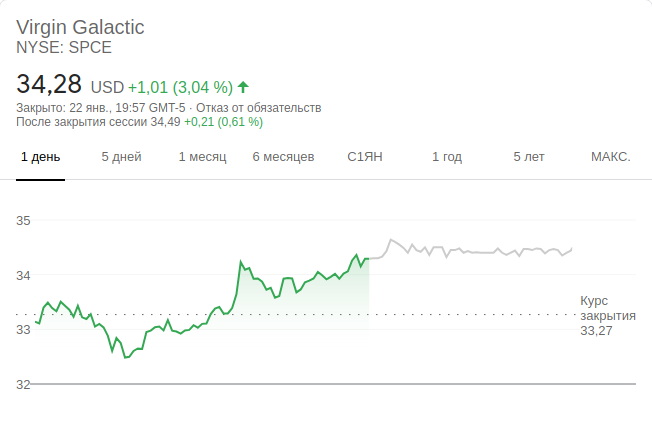 Virgin Galactic
NYSE: SPCE
34,28 USD +1,01 (3,04 %)
Закрыто: 22 янв., 19:57 GMT-5 · Отказ от обязательств
После закрытия сессии 34,49 +0,21 (0,61 %)
1 день 5 дней 1 месяц 6 месяцев С1ЯН 1 год 5 лет МАКС.
35
34
33
32
Курс
закрытия
33,27